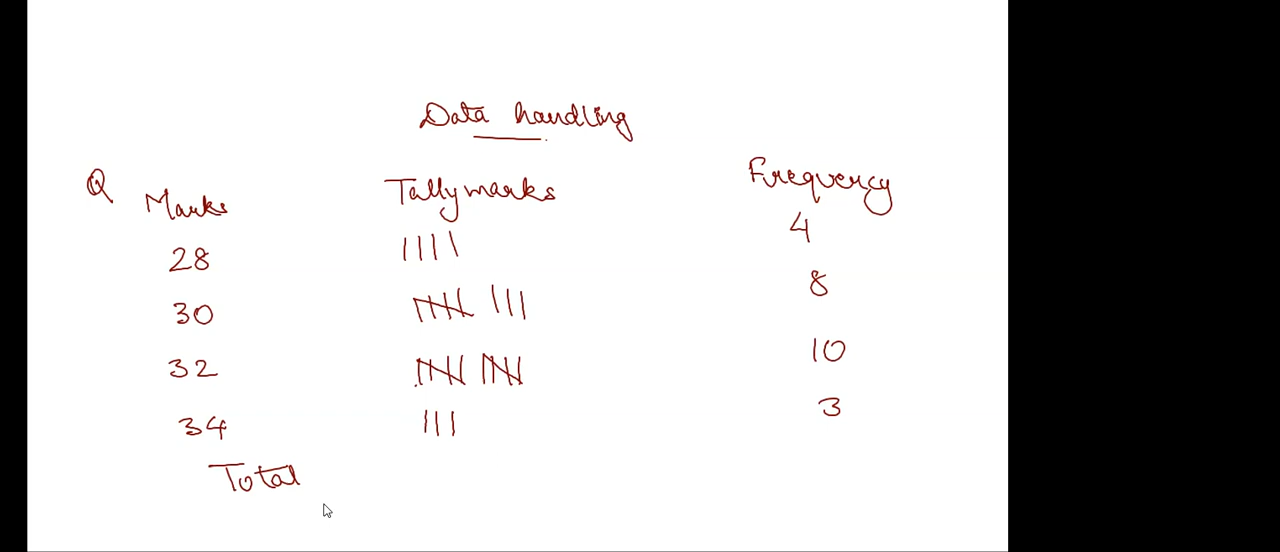 Data handling
Q Marks Tallymarks Frequency
28 |||| 4
30 |||| ||| 8
32 |||| |||| 10
34 ||| 3
Total